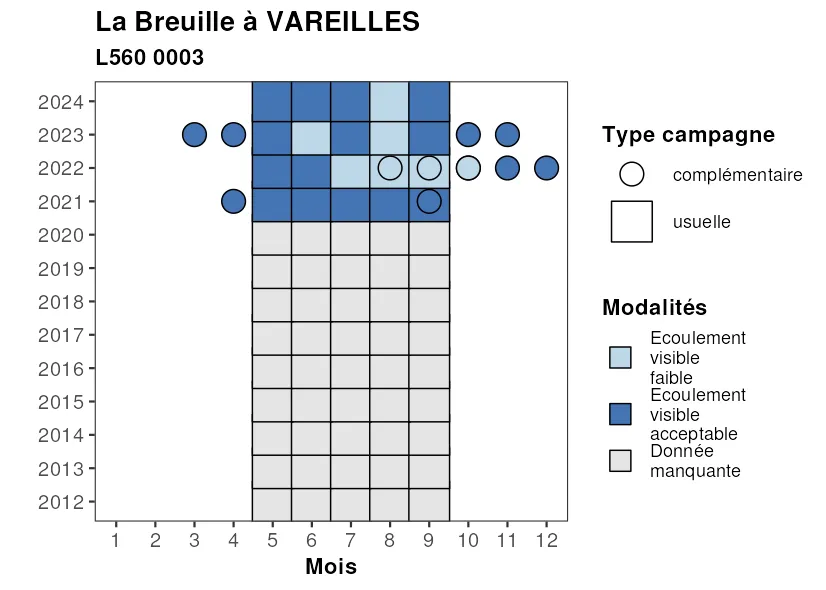 La Breuille à VAREILLES
L560 0003
2024
2023
2022
2021
2020
2019
2018
2017
2016
2015
2014
2013
2012
1 2 3 4 5 6 7 8 9 10 11 12
Mois
Type campagne
complémentaire
usuelle
Modalités
Ecoulement
visible
faible
Ecoulement
visible
acceptable
Donnée
manquante